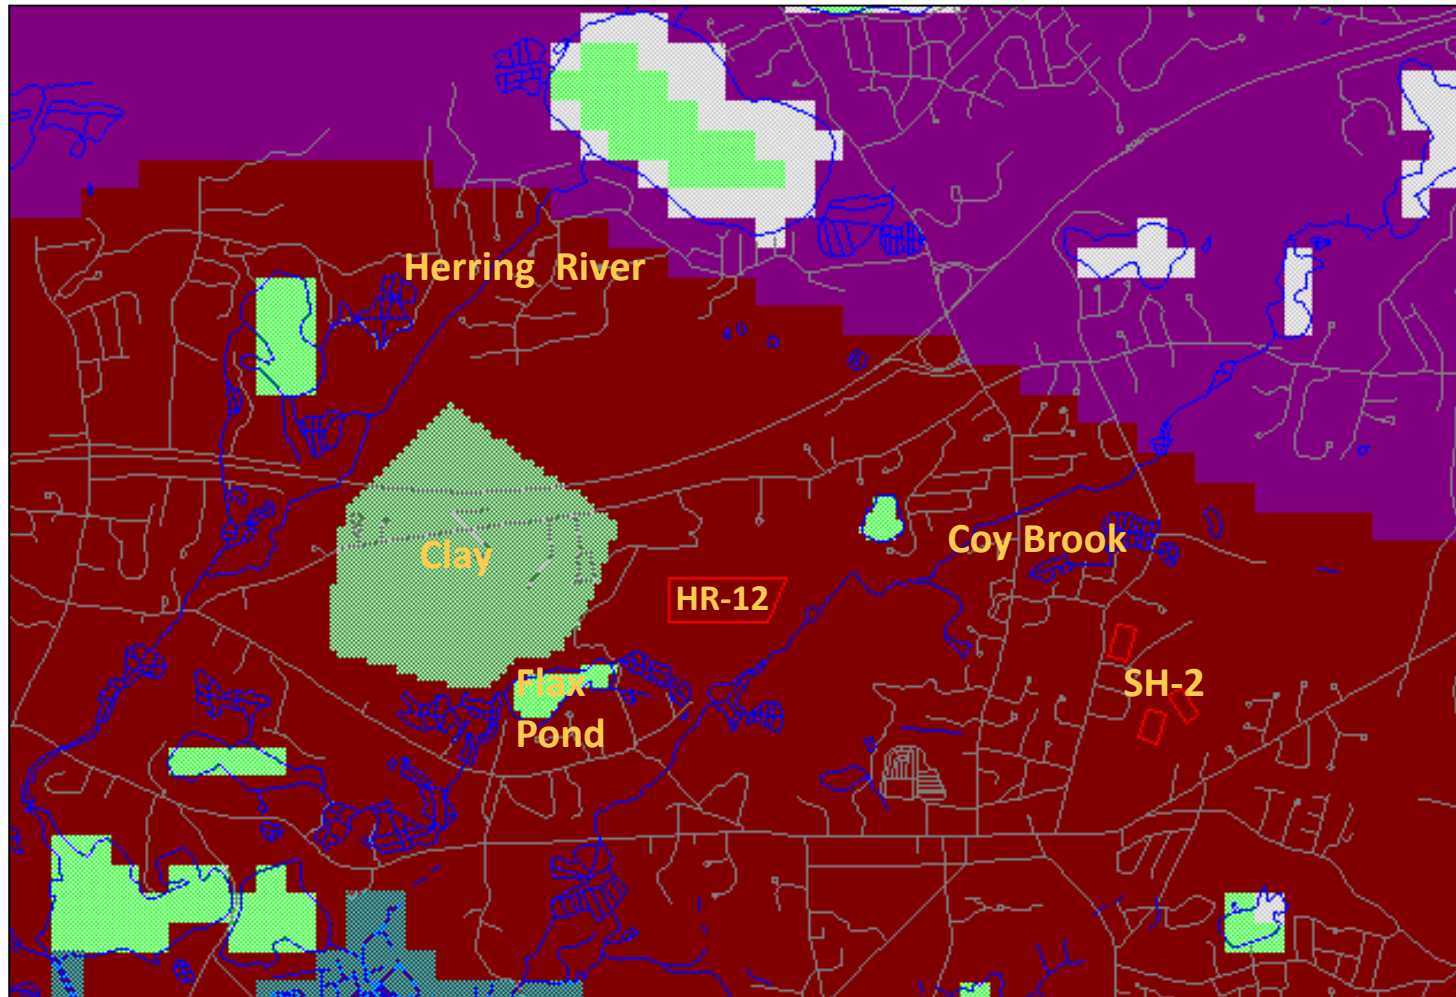 Herring  River
Clay
Coy Brook
HR-12
Flax
Pond
SH-2